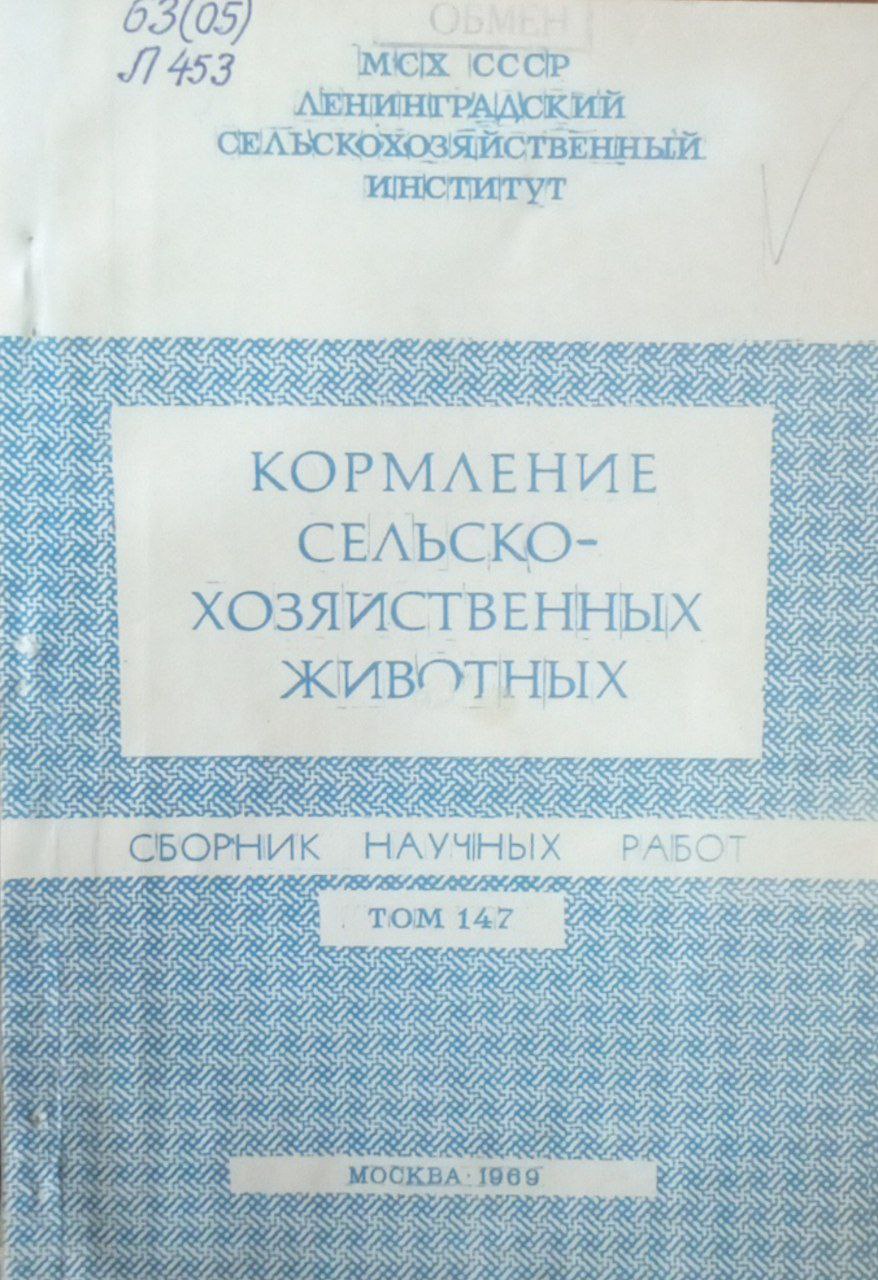 63(05)
ОБМЕН
Л 453
МСХ СССР
ЛЕНИНГРАДСКИЙ
СЕЛЬСКОХОЗЯЙСТВЕННЫЙ
ИНСТИТУТ
КОРМЛЕНИЕ
СЕЛЬСКО-
ХОЗЯЙСТВЕННЫХ
ЖИВОТНЫХ
СБОРНИК НАУЧНЫХ РАБОТ
ТОМ 147
МОСКВА · 1969